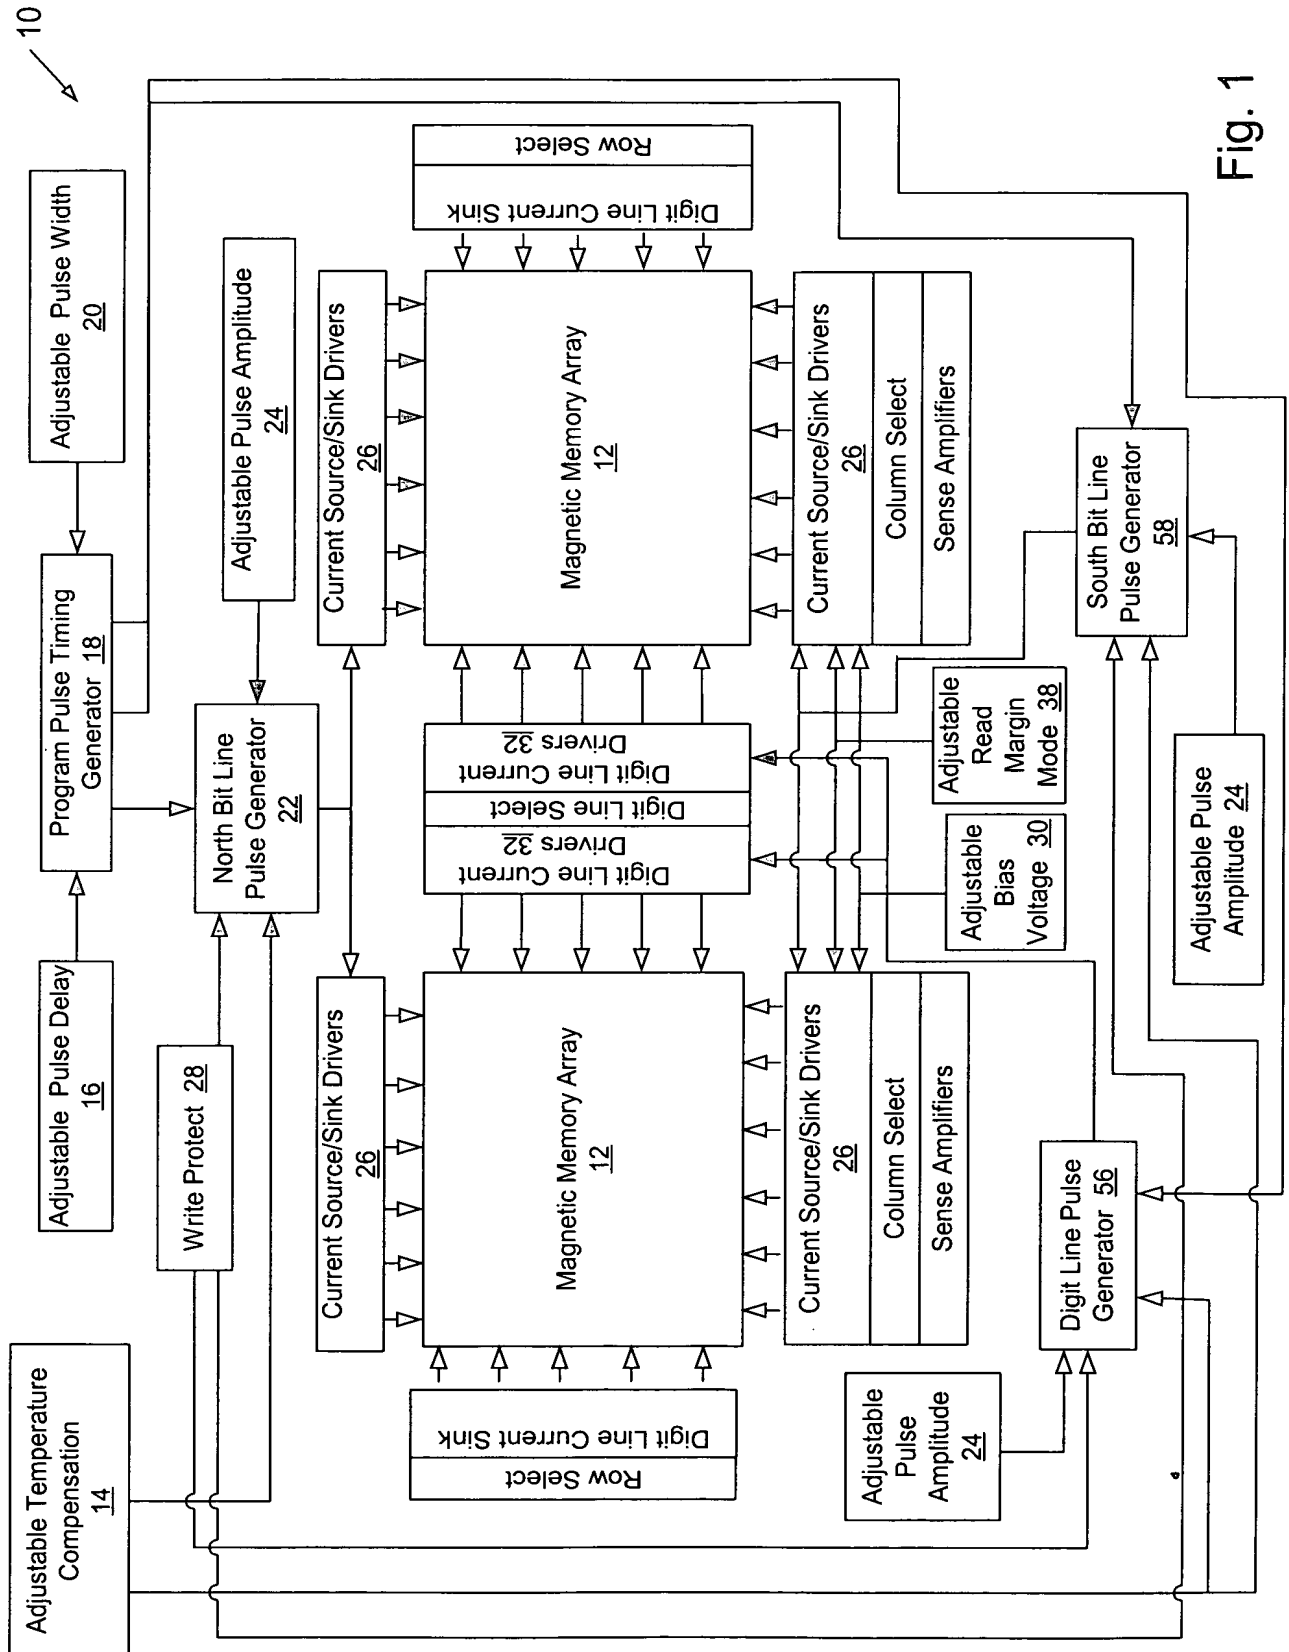 10
Adjustable Temperature
Compensation
14
Adjustable Pulse Delay
16
Program Pulse Timing
Generator 18
Adjustable Pulse Width
20
Write Protect 28
North Bit Line
Pulse Generator
22
Adjustable Pulse Amplitude
24
Current Source/Sink Drivers
26
Current Source/Sink Drivers
26
Row Select
Digit Line Current Sink
Magnetic Memory Array
12
Digit Line Current
Drivers 32
Digit Line Select
Digit Line Current
Drivers 32
Magnetic Memory Array
12
Digit Line Current Sink
Row Select
Current Source/Sink Drivers
26
Column Select
Sense Amplifiers
Current Source/Sink Drivers
26
Column Select
Sense Amplifiers
Adjustable
Pulse
Amplitude
24
Adjustable
Bias
Voltage 30
Adjustable
Read
Margin
Mode 38
Digit Line Pulse
Generator 56
South Bit Line
Pulse Generator
58
Adjustable Pulse
Amplitude 24
Fig. 1